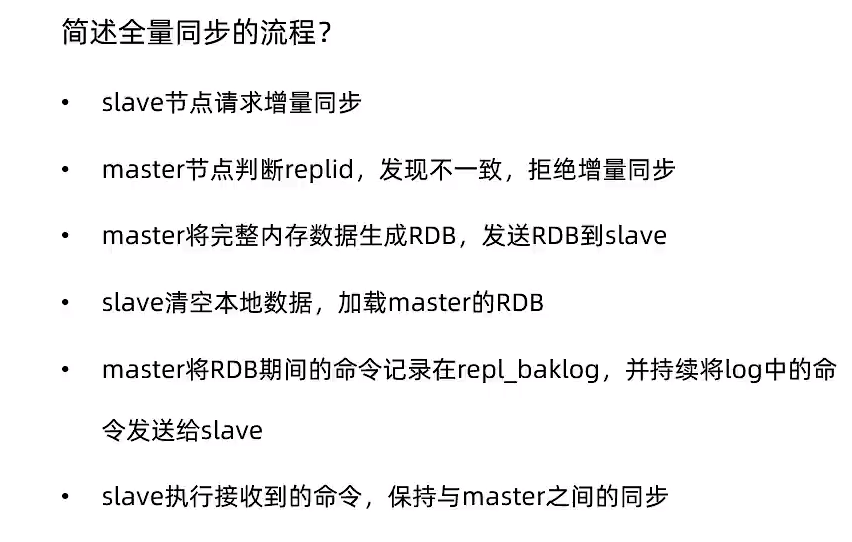 简述全量同步的流程？
• slave节点请求增量同步
• master节点判断replid，发现不一致，拒绝增量同步
• master将完整内存数据生成RDB，发送RDB到slave
• slave清空本地数据，加载master的RDB
• master将RDB期间的命令记录在repl_baklog，并持续将log中的命
令发送给slave
• slave执行接收到的命令，保持与master之间的同步